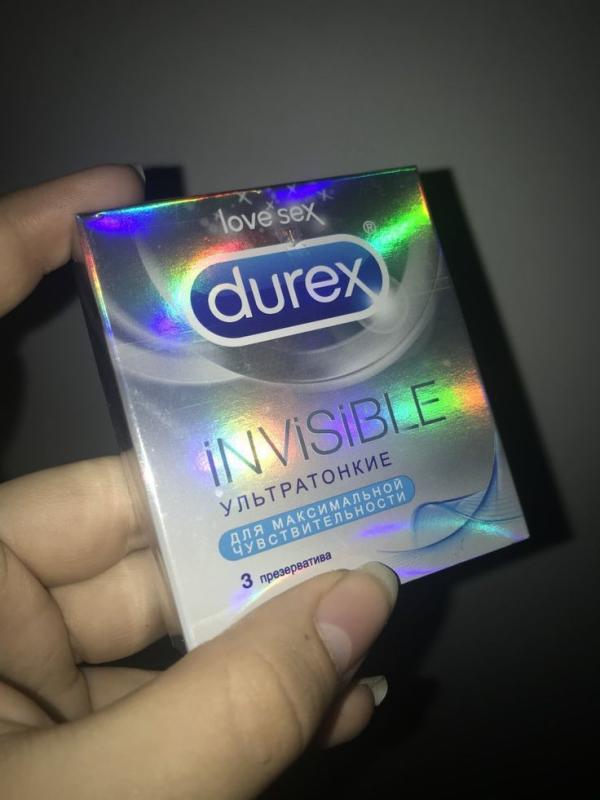 love sex
durex®
iNViSiBLE
УЛЬТРАТОНКИЕ
ДЛЯ МАКСИМАЛЬНОЙ
ЧУВСТВИТЕЛЬНОСТИ
3 презерватива